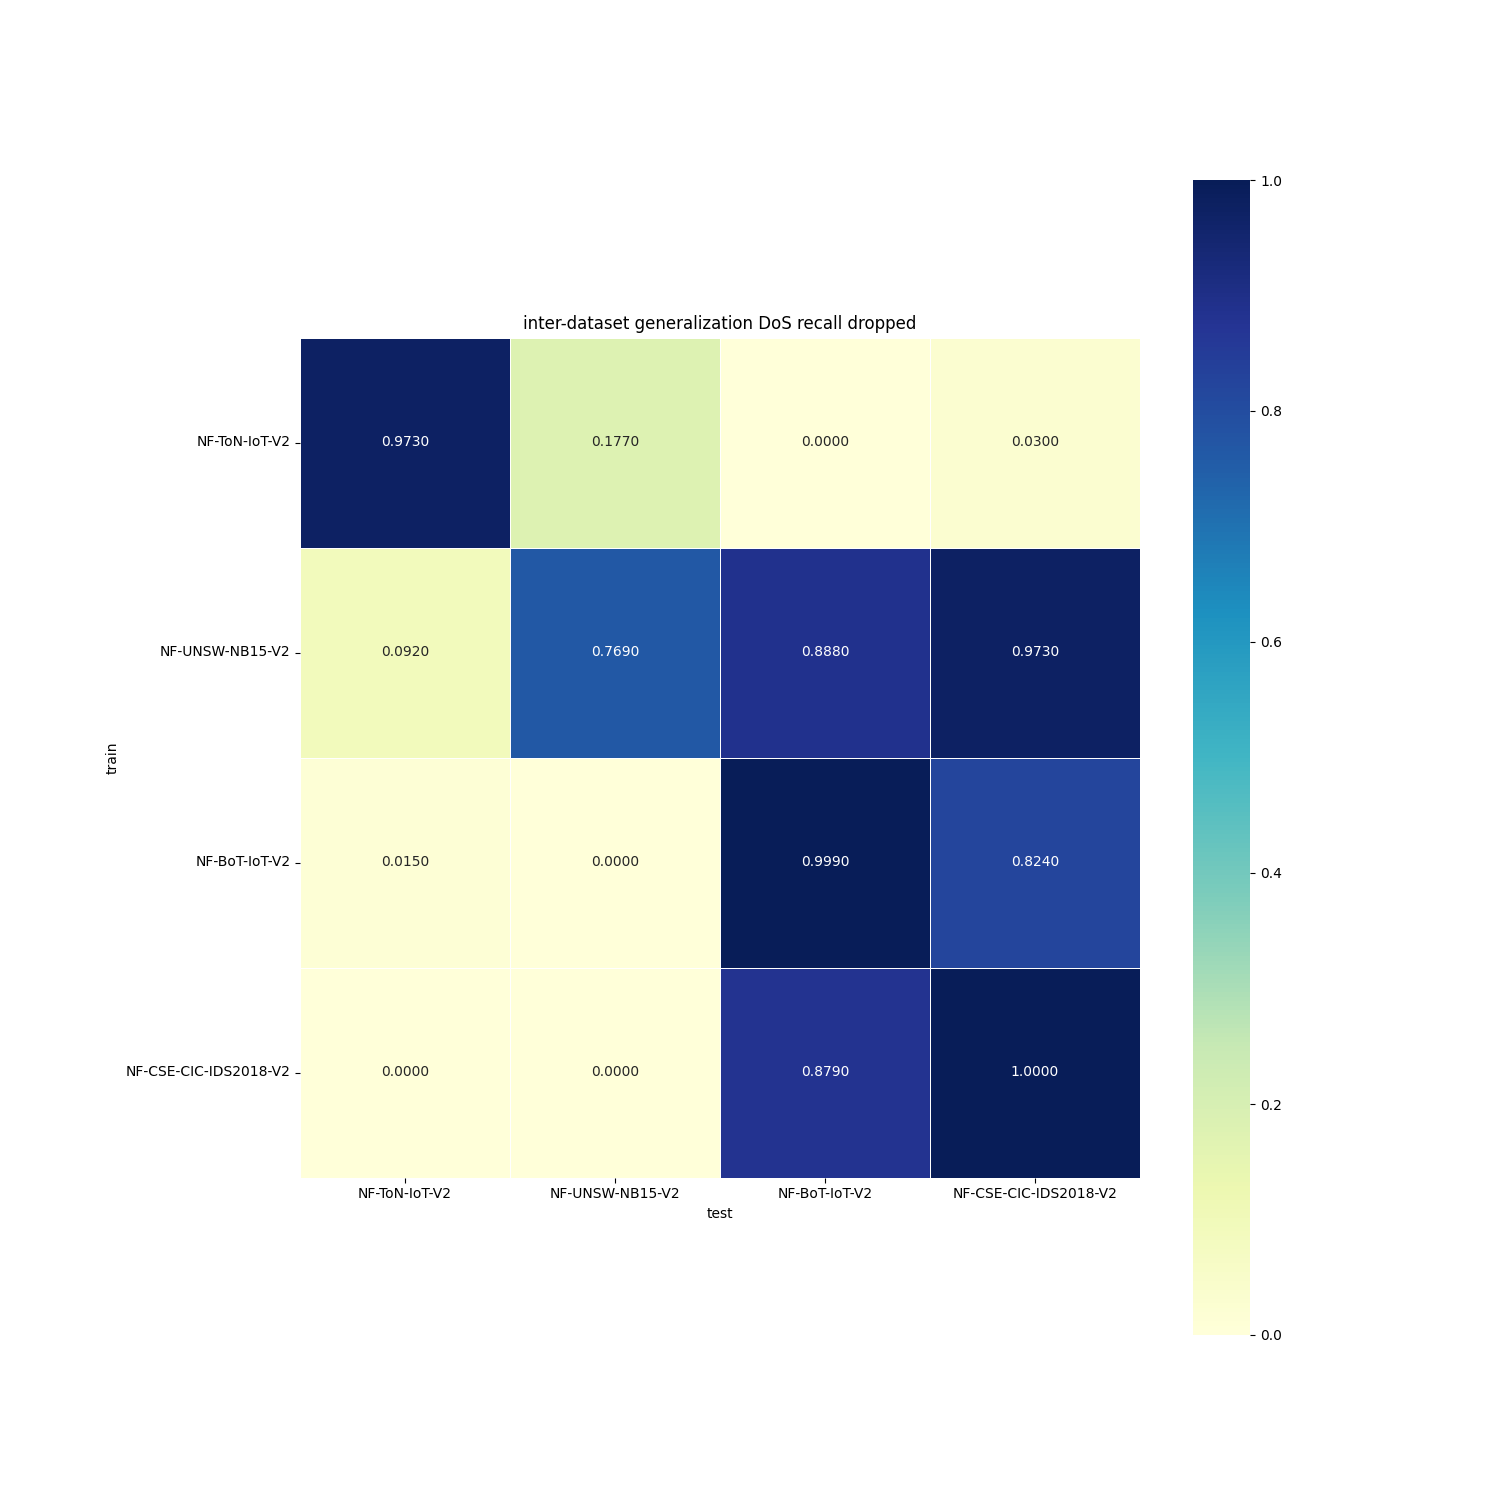 inter-dataset generalization DoS recall dropped
NF-ToN-IoT-V2 0.9730 0.1770 0.0000 0.0300
NF-UNSW-NB15-V2 0.0920 0.7690 0.8880 0.9730
NF-BoT-IoT-V2 0.0150 0.0000 0.9990 0.8240
NF-CSE-CIC-IDS2018-V2 0.0000 0.0000 0.8790 1.0000
train
NF-ToN-IoT-V2 NF-UNSW-NB15-V2 NF-BoT-IoT-V2 NF-CSE-CIC-IDS2018-V2
test
1.0
0.8
0.6
0.4
0.2
0.0